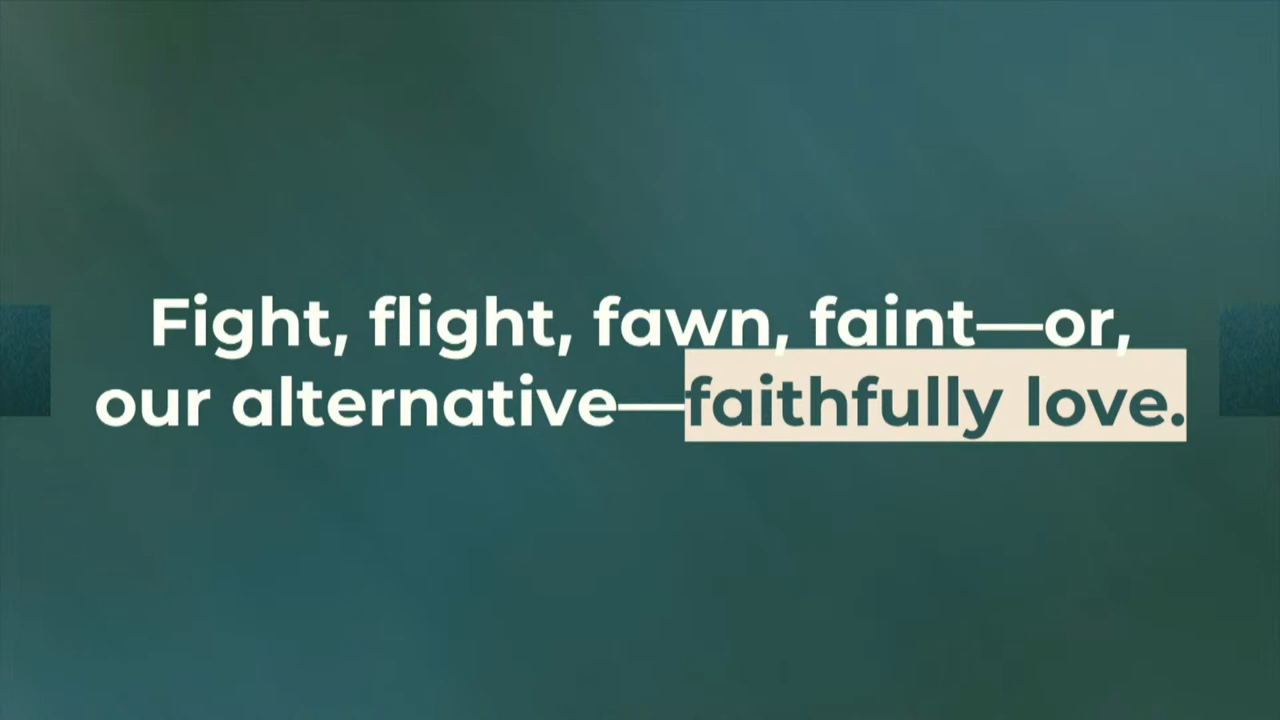 Fight, flight, fawn, faint—or,
our alternative—faithfully love.